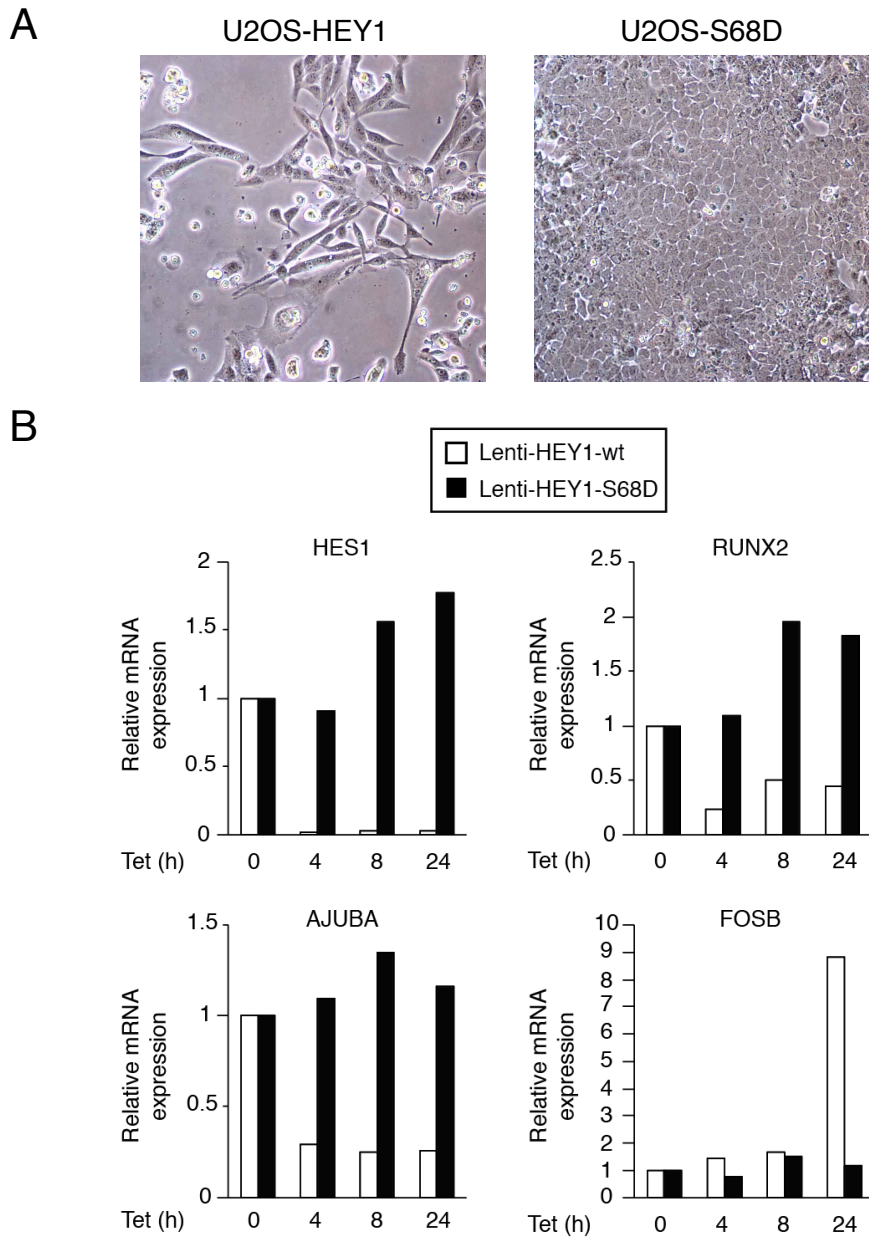 A
U2OS-HEY1 U2OS-S68D
B
Lenti-HEY1-wt
Lenti-HEY1-S68D
HES1
Relative mRNA
expression
2
1.5
1
0.5
0
Tet (h) 0 4 8 24
RUNX2
Relative mRNA
expression
2.5
2
1.5
1
0.5
0
Tet (h) 0 4 8 24
AJUBA
Relative mRNA
expression
1.5
1
0.5
0
Tet (h) 0 4 8 24
FOSB
Relative mRNA
expression
10
9
8
7
6
5
4
3
2
1
0
Tet (h) 0 4 8 24